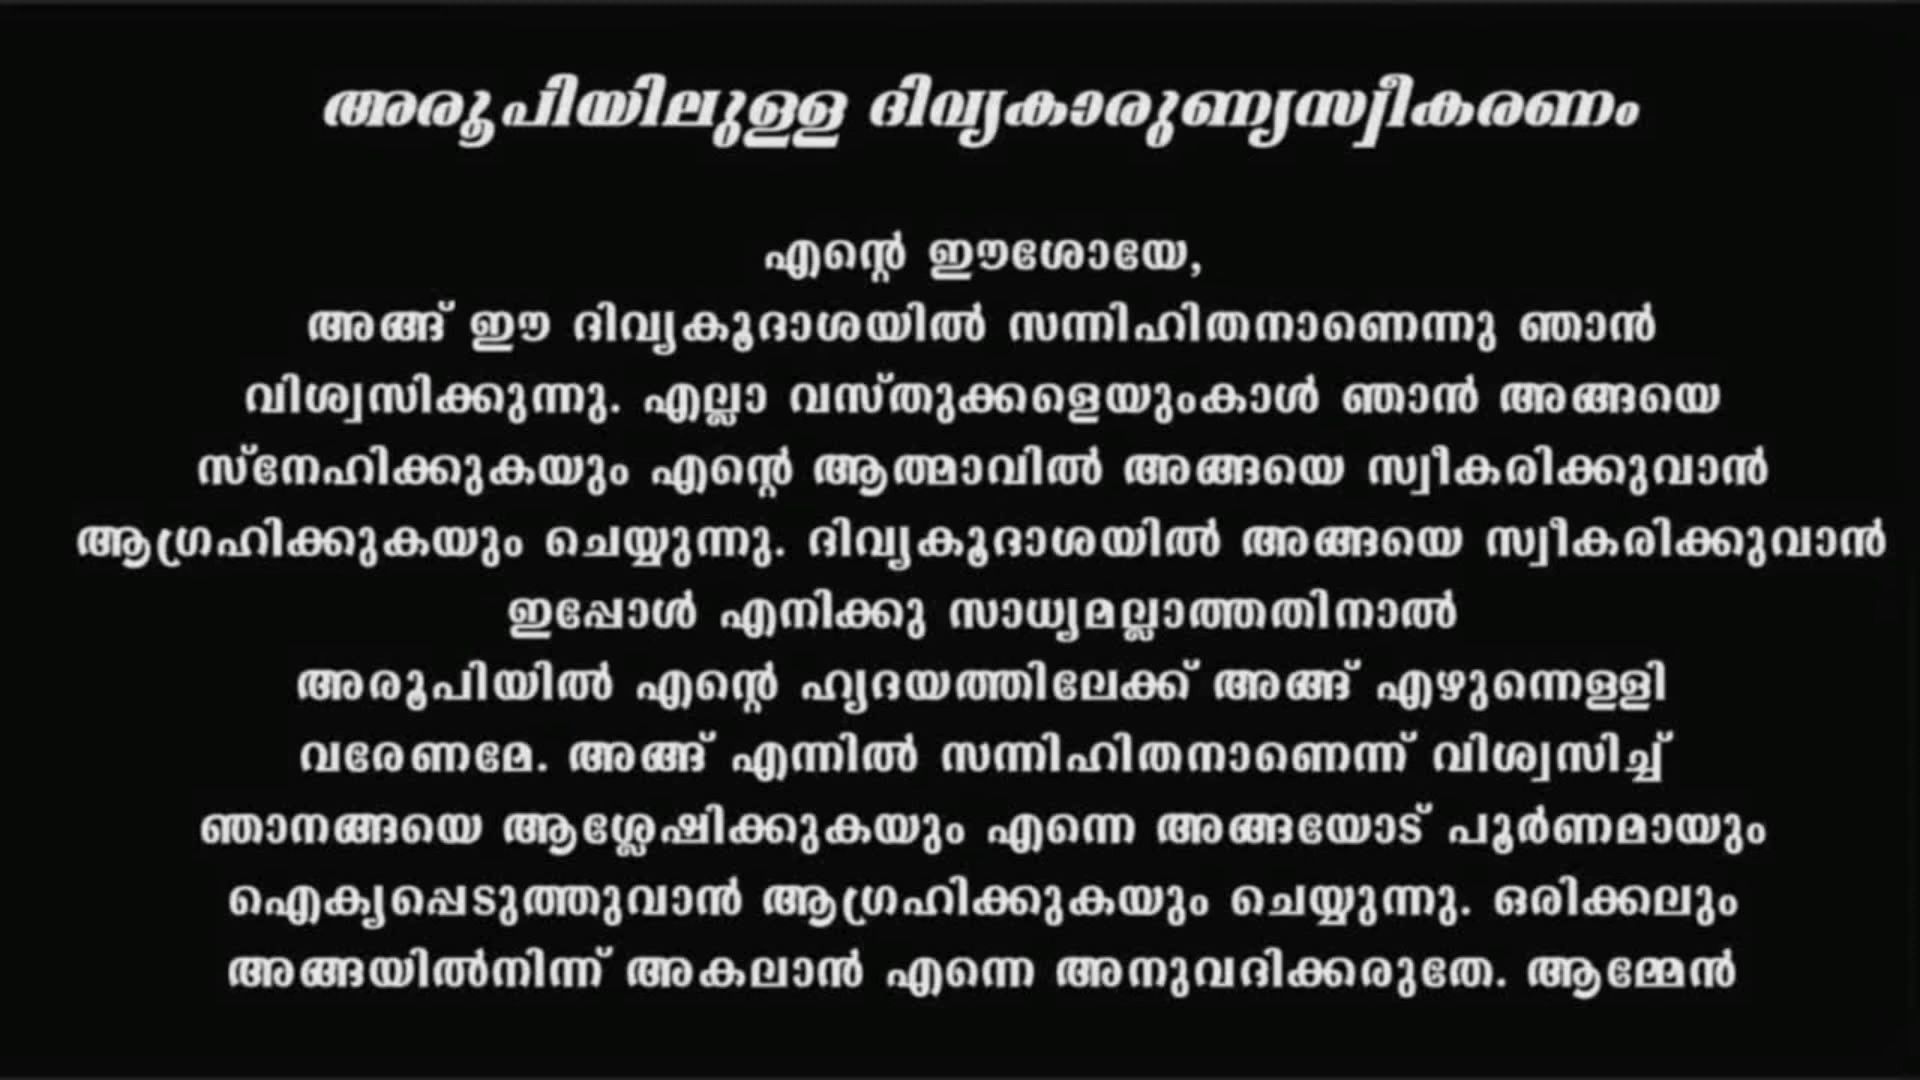 അരൂപിയിലുള്ള ദിവ്യകാരുണ്യസ്വീകരണം
എന്റെ ഈശോയേ,
അങ്ങ് ഈ ദിവ്യകൂദാശയിൽ സന്നിഹിതനാണെന്നു ഞാൻ
വിശ്വസിക്കുന്നു. എല്ലാ വസ്തുക്കളെയുംകാൾ ഞാൻ അങ്ങയെ
സ്നേഹിക്കുകയും എന്റെ ആത്മാവിൽ അങ്ങയെ സ്വീകരിക്കുവാൻ
ആഗ്രഹിക്കുകയും ചെയ്യുന്നു. ദിവ്യകൂദാശയിൽ അങ്ങയെ സ്വീകരിക്കുവാൻ
ഇപ്പോൾ എനിക്കു സാധ്യമല്ലാത്തതിനാൽ
അരൂപിയിൽ എന്റെ ഹൃദയത്തിലേക്ക് അങ്ങ് എഴുന്നെള്ളി
വരേണമേ. അങ്ങ് എന്നിൽ സന്നിഹിതനാണെന്ന് വിശ്വസിച്ച്
ഞാനങ്ങയെ ആശ്ലേഷിക്കുകയും എന്നെ അങ്ങയോട് പൂർണമായും
ഐക്യപ്പെടുത്തുവാൻ ആഗ്രഹിക്കുകയും ചെയ്യുന്നു. ഒരിക്കലും
അങ്ങയിൽനിന്ന് അകലാൻ എന്നെ അനുവദിക്കരുതേ. ആമ്മേൻ